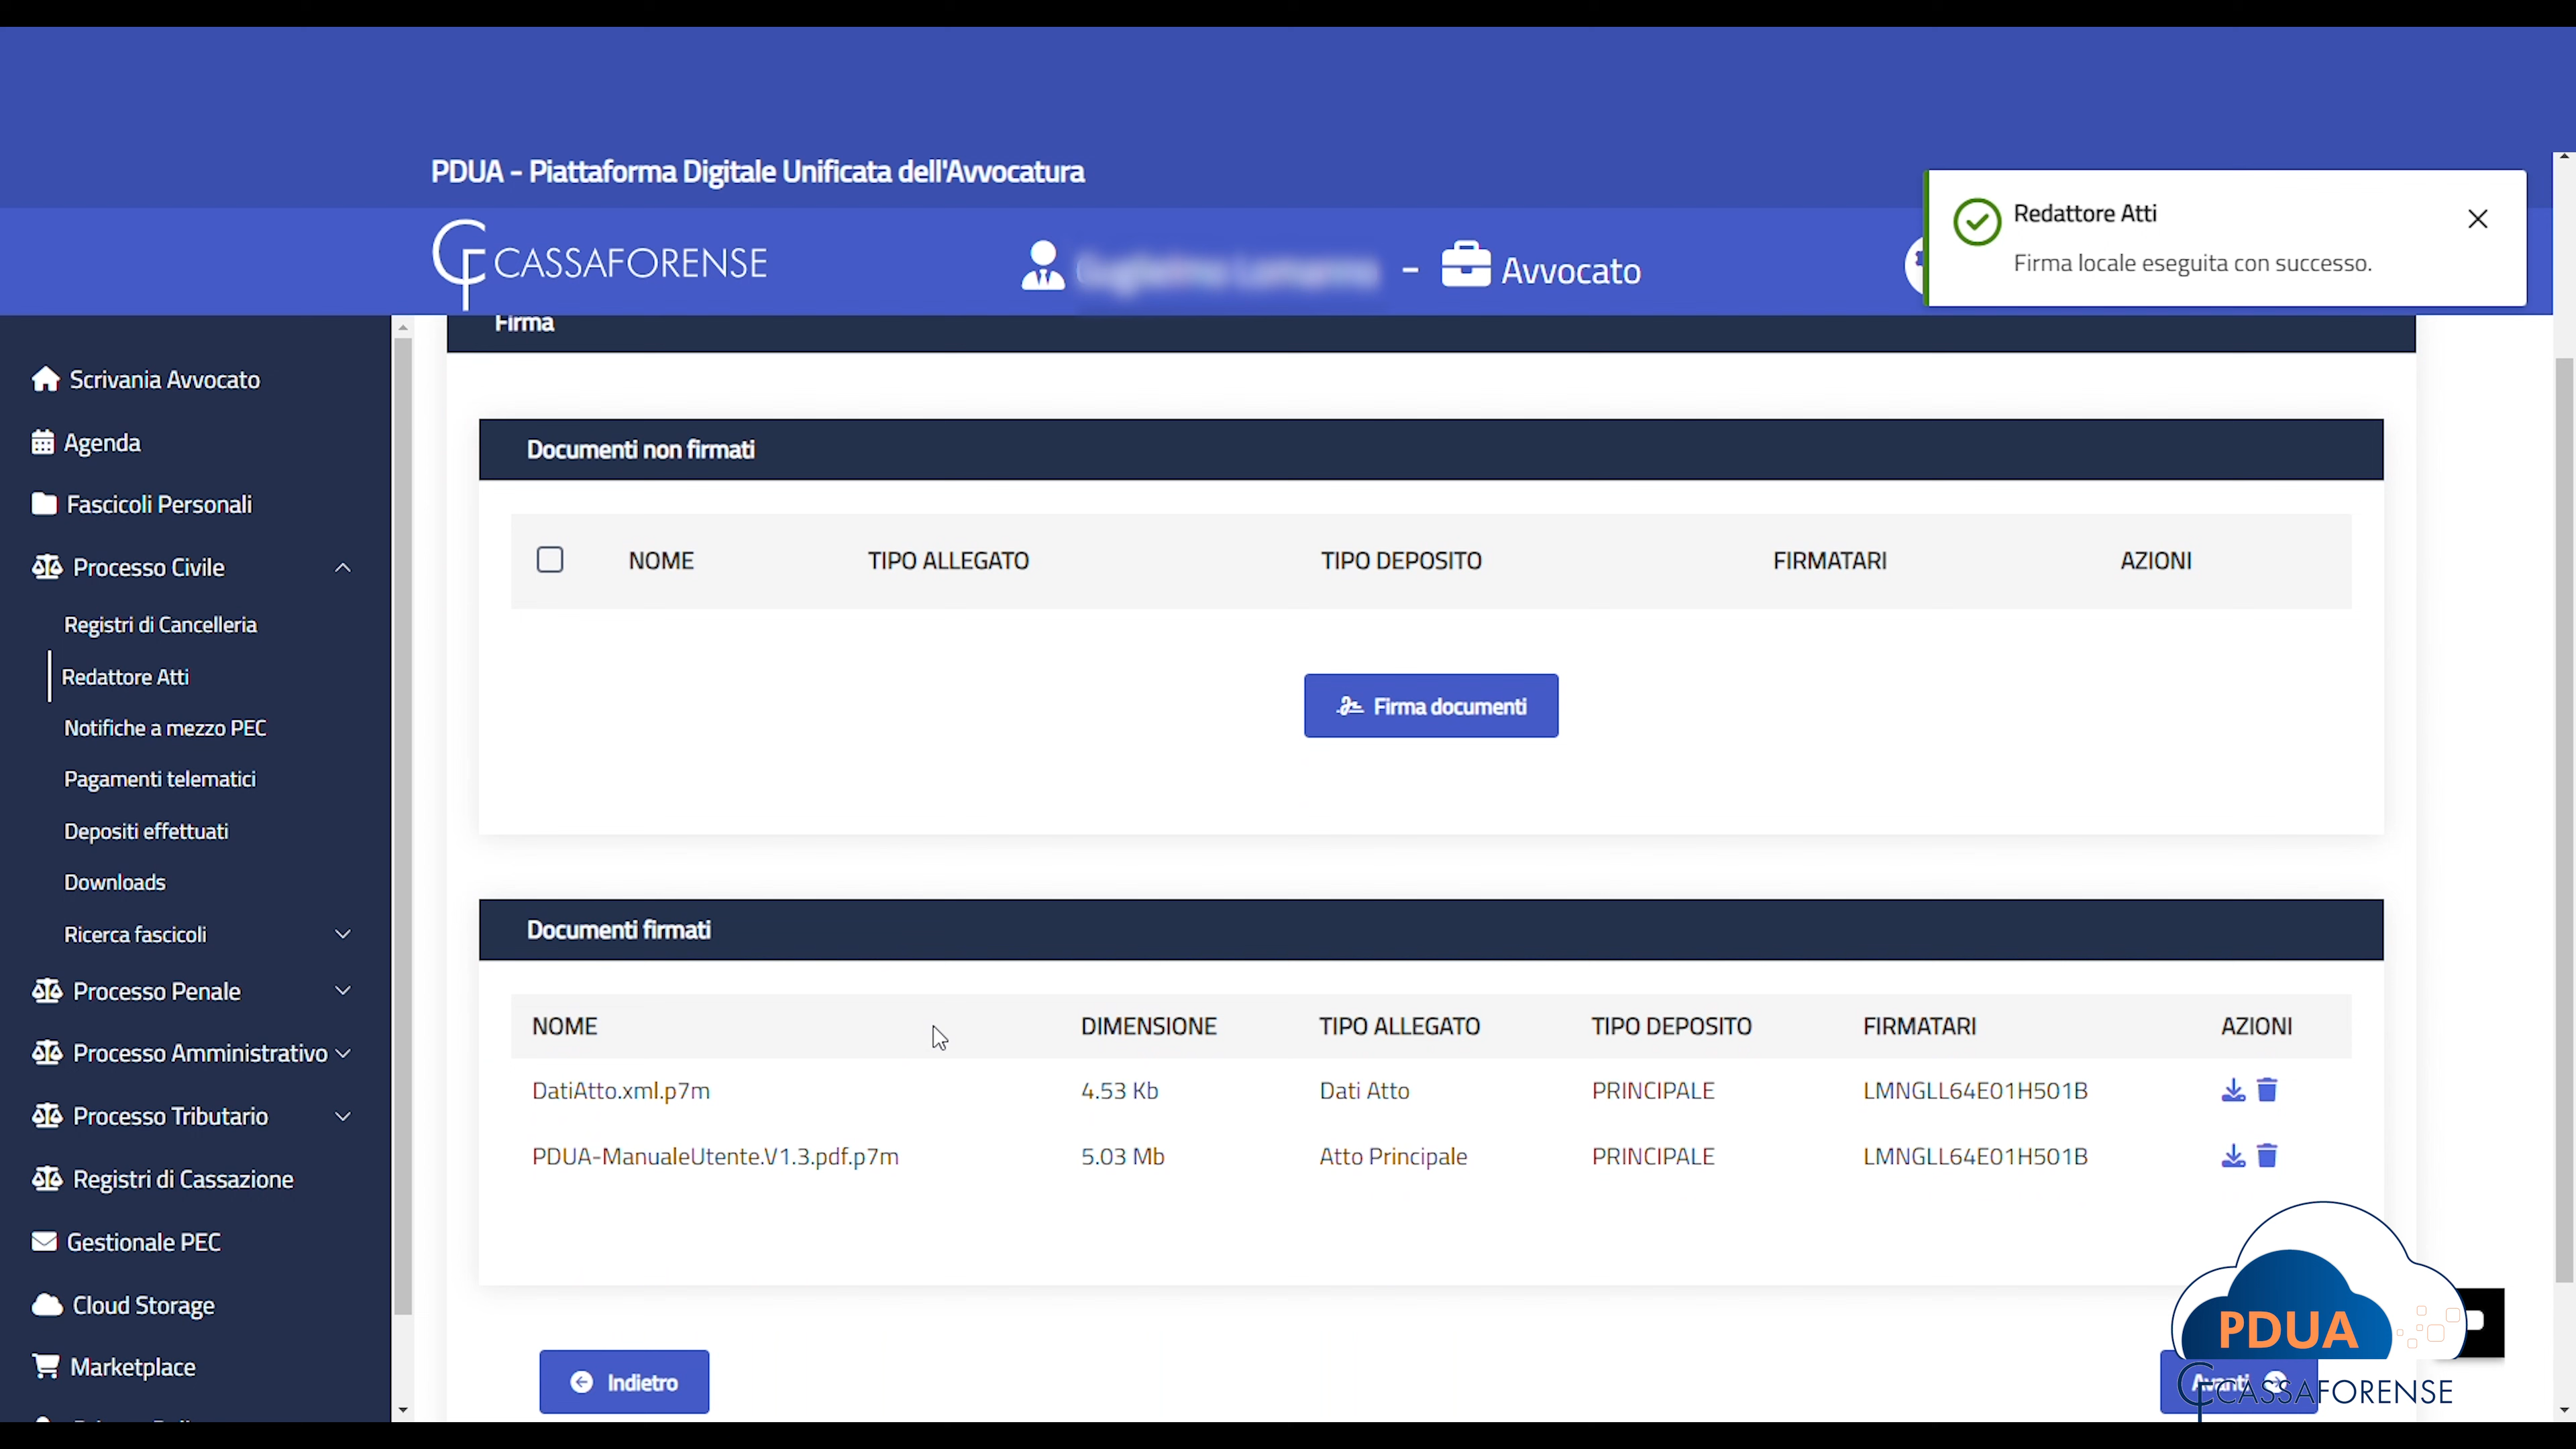 PDUA - Piattaforma Digitale Unificata dell'Avvocatura
CASSAFORENSE
- Avvocato
Redattore Atti
Firma locale eseguita con successo.
Scrivania Avvocato
Agenda
Fascicoli Personali
Processo Civile
Registri di Cancelleria
Redattore Atti
Notifiche a mezzo PEC
Pagamenti telematici
Depositi effettuati
Downloads
Ricerca fascicoli
Processo Penale
Processo Amministrativo
Processo Tributario
Registri di Cassazione
Gestionale PEC
Cloud Storage
Marketplace
Firma
Documenti non firmati
NOME TIPO ALLEGATO TIPO DEPOSITO FIRMATARI AZIONI
Firma documenti
Documenti firmati
NOME DIMENSIONE TIPO ALLEGATO TIPO DEPOSITO FIRMATARI AZIONI
DatiAtto.xml.p7m 4.53 Kb Dati Atto PRINCIPALE LMNGLL64E01H501B
PDUA-ManualeUtente.V1.3.pdf.p7m 5.03 Mb Atto Principale PRINCIPALE LMNGLL64E01H501B
Indietro
Avanti
PDUA
CASSAFORENSE